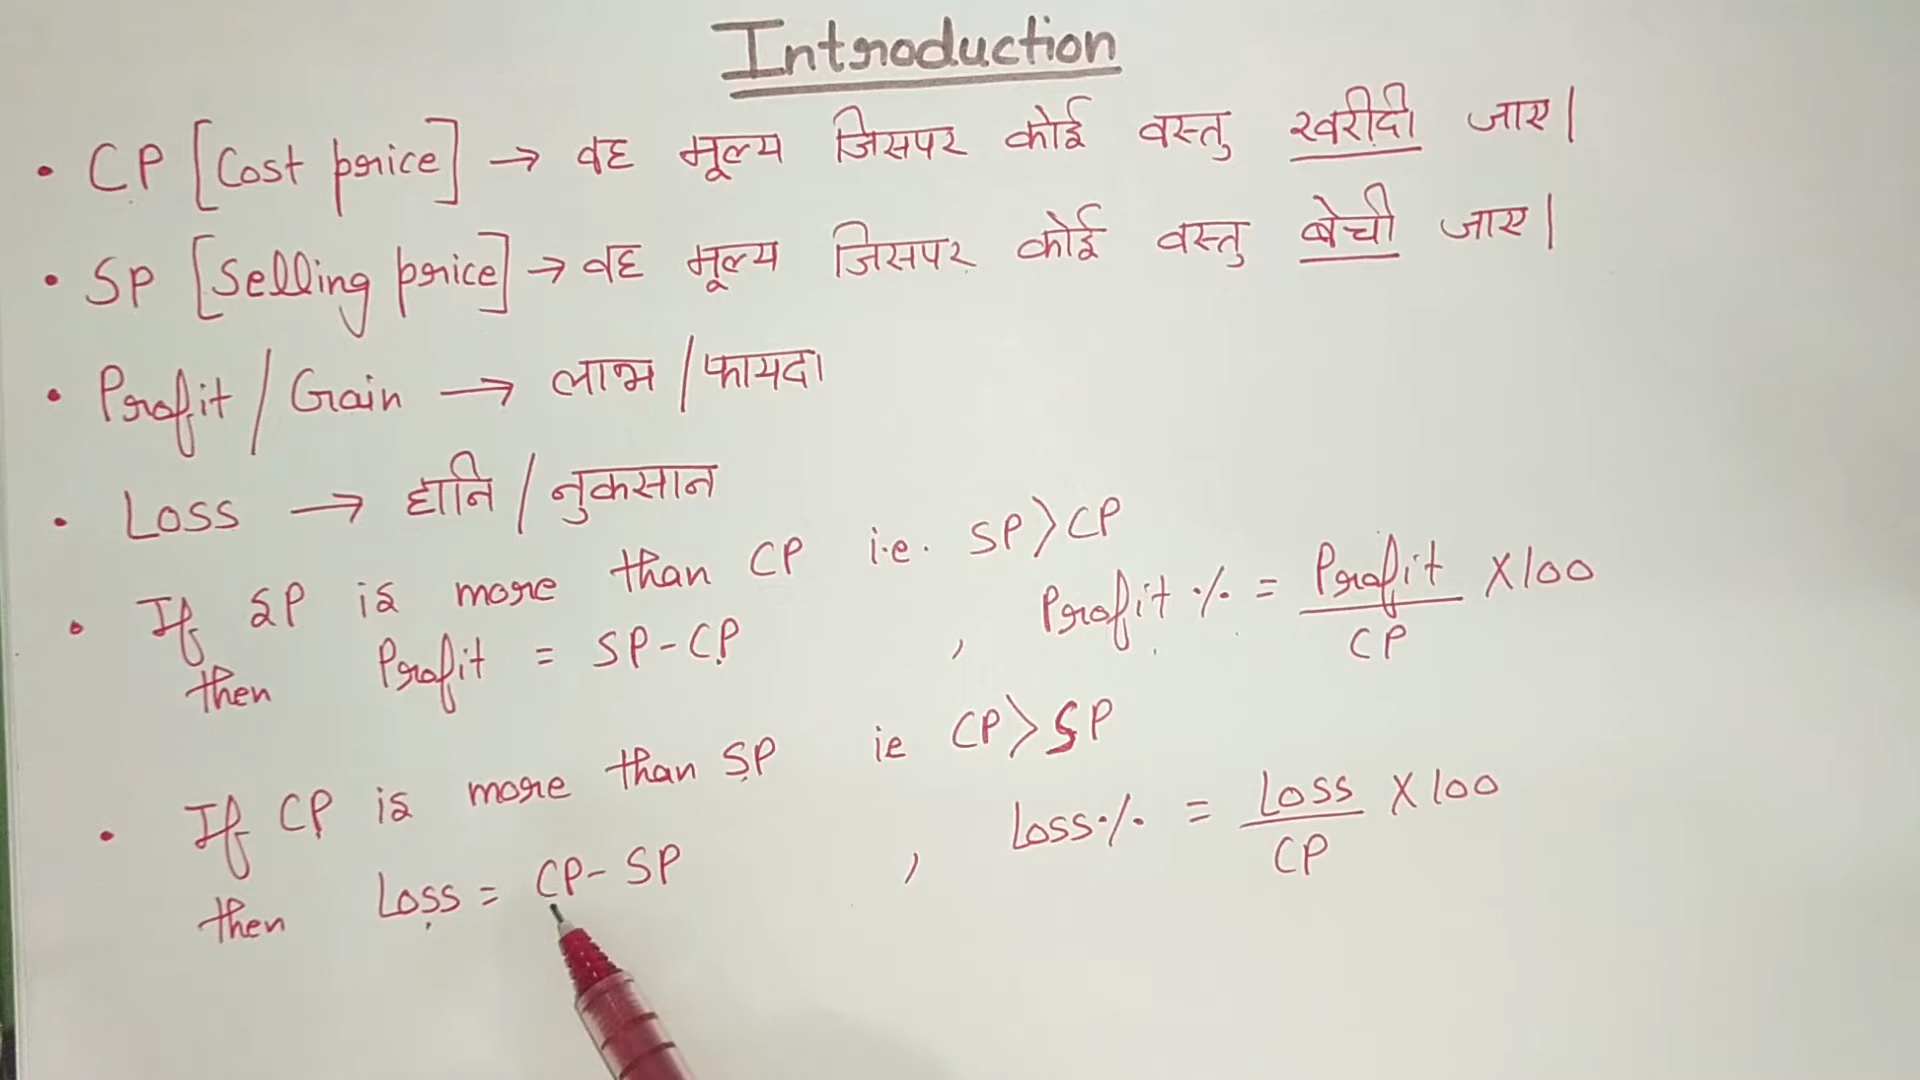 Introduction
• CP [Cost price] → वह मूल्य जिसपर कोई वस्तु खरीदी जाए।
• SP [Selling price] → वह मूल्य जिसपर कोई वस्तु बेची जाए।
• Profit / Gain → लाभ / फायदा
• Loss → हानि / नुकसान
• If SP is more than CP i.e. SP > CP
then Profit = SP - CP , Profit % = Profit / CP × 100
• If CP is more than SP ie CP > SP
then Loss = CP - SP , Loss % = Loss / CP × 100